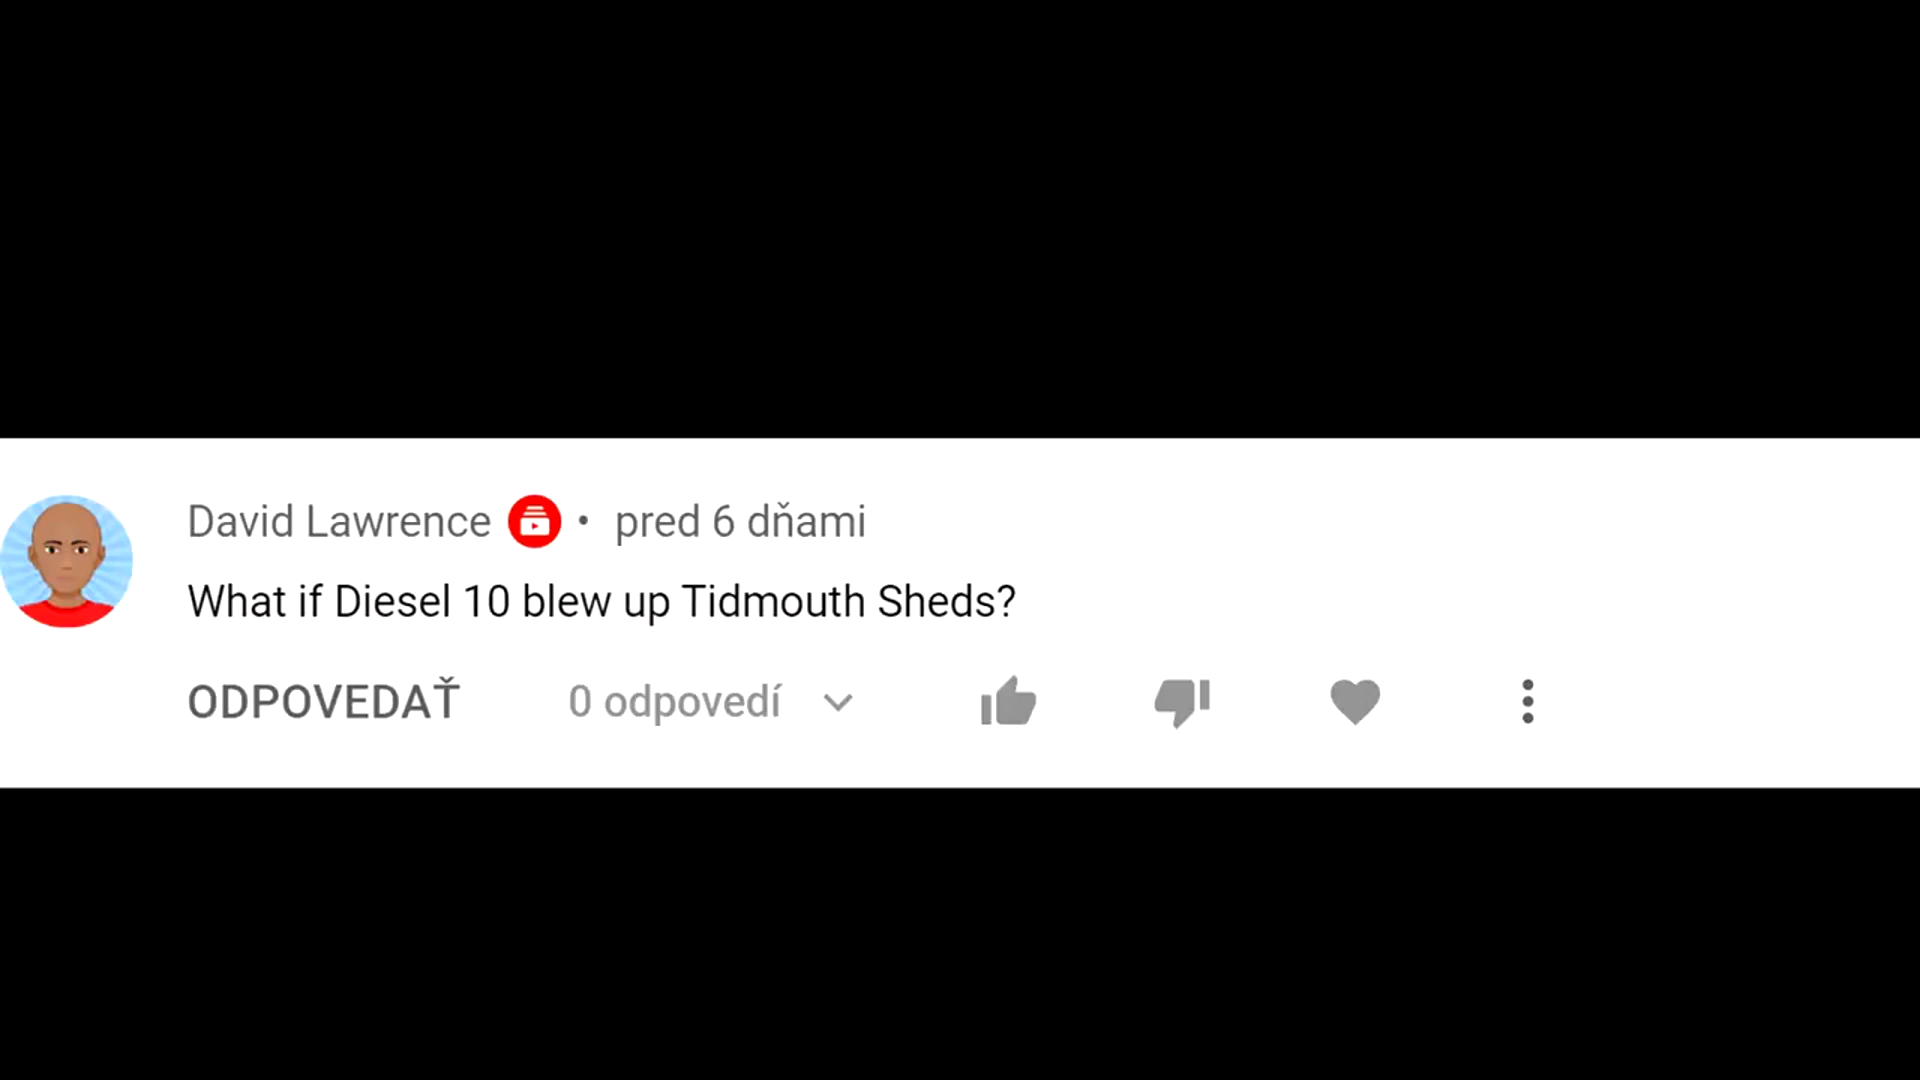 David Lawrence • pred 6 dňami
What if Diesel 10 blew up Tidmouth Sheds?
ODPOVEDAŤ 0 odpovedí